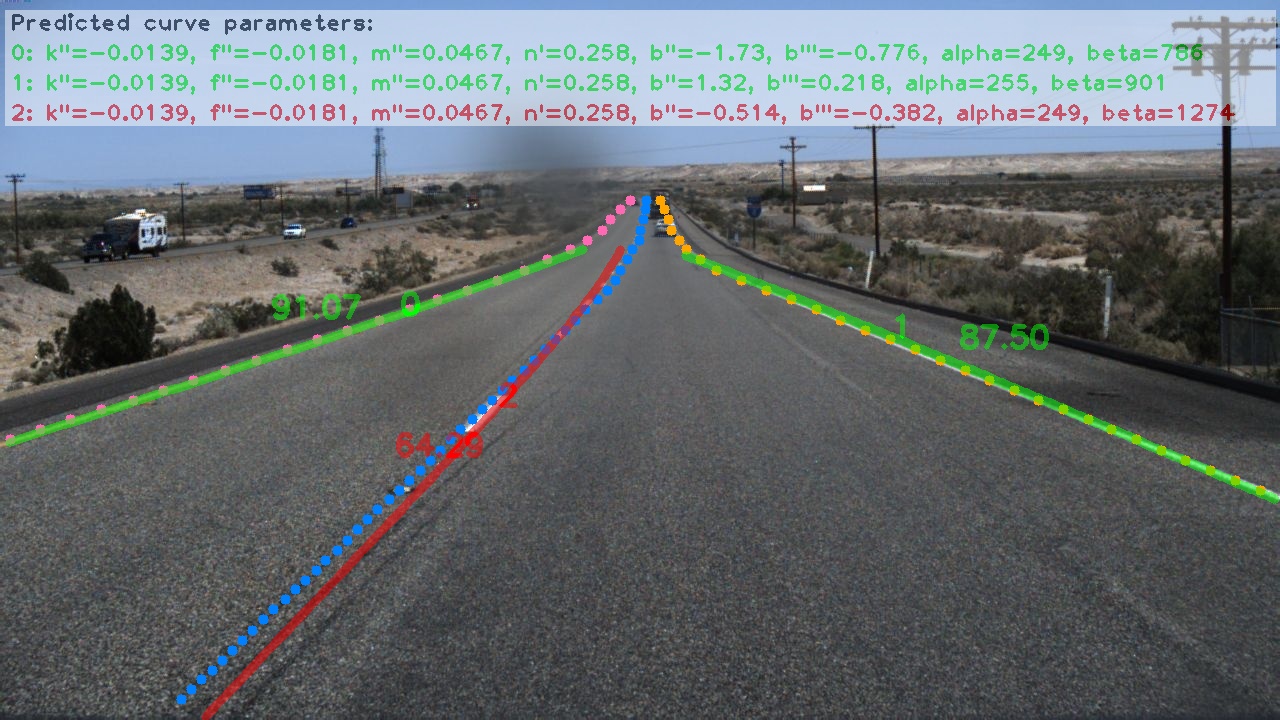 Predicted curve parameters:
0: k''=-0.0139, f''=-0.0181, m''=0.0467, n'=0.258, b''=-1.73, b'''=-0.776, alpha=249, beta=786
1: k''=-0.0139, f''=-0.0181, m''=0.0467, n'=0.258, b''=1.32, b'''=0.218, alpha=255, beta=901
2: k''=-0.0139, f''=-0.0181, m''=0.0467, n'=0.258, b''=-0.514, b'''=-0.382, alpha=249, beta=1274
91.07 0
1 87.50
2
64.29